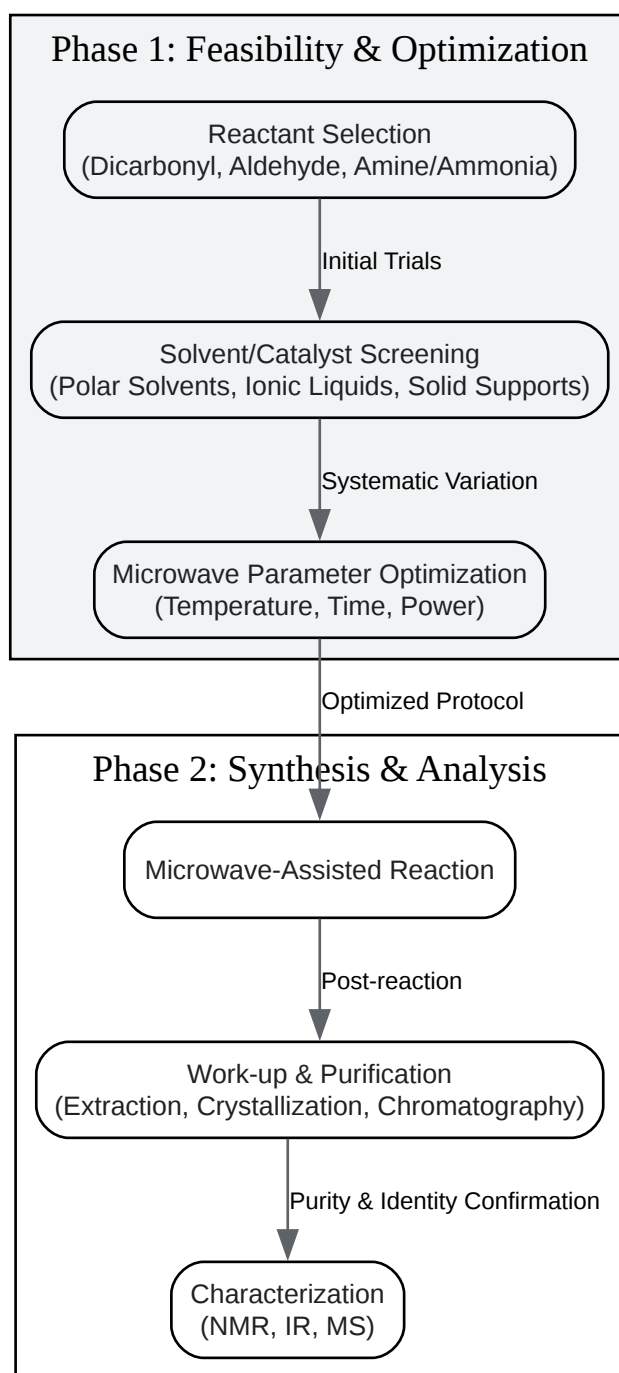 Phase 1: Feasibility & Optimization
Reactant Selection
(Dicarbonyl, Aldehyde, Amine/Ammonia)
Initial Trials
Solvent/Catalyst Screening
(Polar Solvents, Ionic Liquids, Solid Supports)
Systematic Variation
Microwave Parameter Optimization
(Temperature, Time, Power)
Optimized Protocol
Phase 2: Synthesis & Analysis
Microwave-Assisted Reaction
Post-reaction
Work-up & Purification
(Extraction, Crystallization, Chromatography)
Purity & Identity Confirmation
Characterization
(NMR, IR, MS)